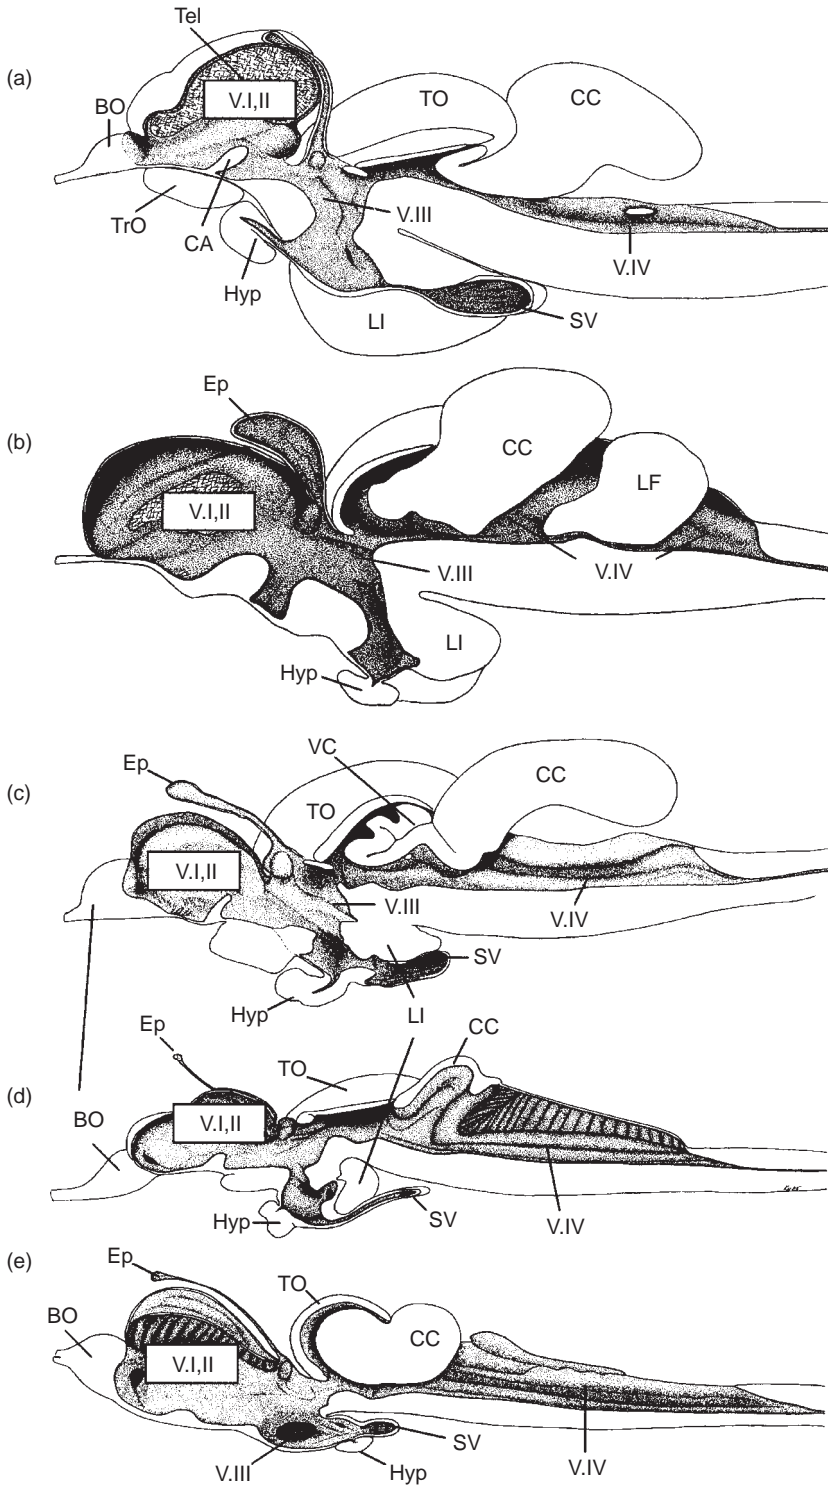 Tel
(a)
V.I,II
TO
CC
BO
TrO
CA
V.III
V.IV
Hyp
LI
SV
Ep
(b)
CC
LF
V.I,II
V.III
V.IV
LI
Hyp
VC
Ep
CC
(c)
TO
V.I,II
V.III
V.IV
SV
Hyp
LI
Ep
CC
TO
(d)
V.I,II
BO
V.IV
SV
Hyp
(e)
Ep
TO
BO
CC
V.I,II
SV
V.IV
V.III
Hyp